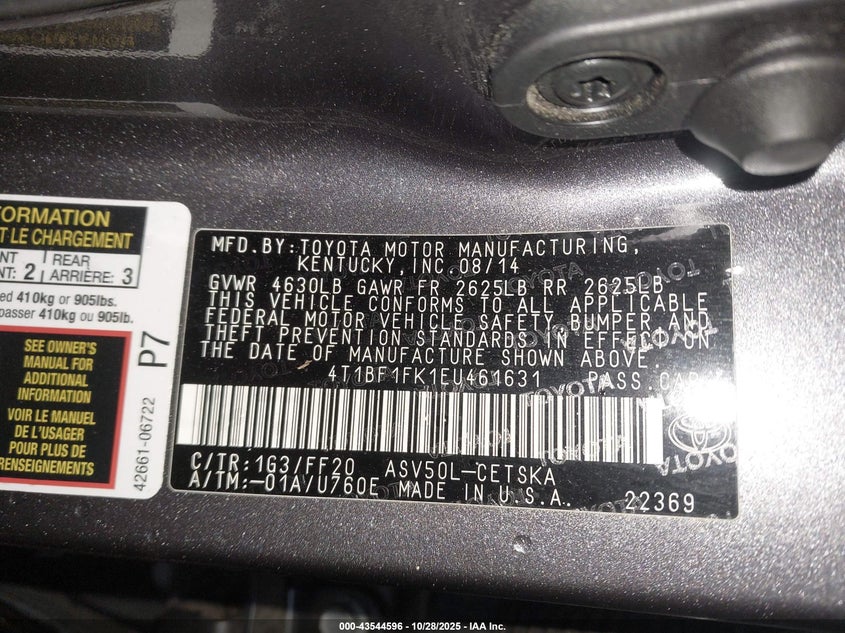 FORMATION
T LE CHARGEMENT
NT REAR
NT: 2 ARRIÈRE: 3
ed 410kg or 905lbs.
passer 410kg ou 905lb.
SEE OWNER'S
MANUAL FOR
ADDITIONAL
INFORMATION
VOIR LE MANUEL
DE L'USAGER
POUR PLUS DE
RENSEIGNEMENTS
P7
42661-06722
MFD. BY: TOYOTA MOTOR MANUFACTURING,
KENTUCKY, INC. 08/14
GVWR 4630LB GAWR FR 2625LB RR 2625LB
THIS VEHICLE CONFORMS TO ALL APPLICABLE
FEDERAL MOTOR VEHICLE SAFETY, BUMPER, AND
THEFT PREVENTION STANDARDS IN EFFECT ON
THE DATE OF MANUFACTURE SHOWN ABOVE.
4T1BF1FK1EU461631 PASS. CAR
C/TR: 1G3/FF20 ASV50L-CETSKA
A/TM: -01A/U760E MADE IN U.S.A. 22369
TOYOTA
000-43544596 - 10/28/2025 - IAA Inc.